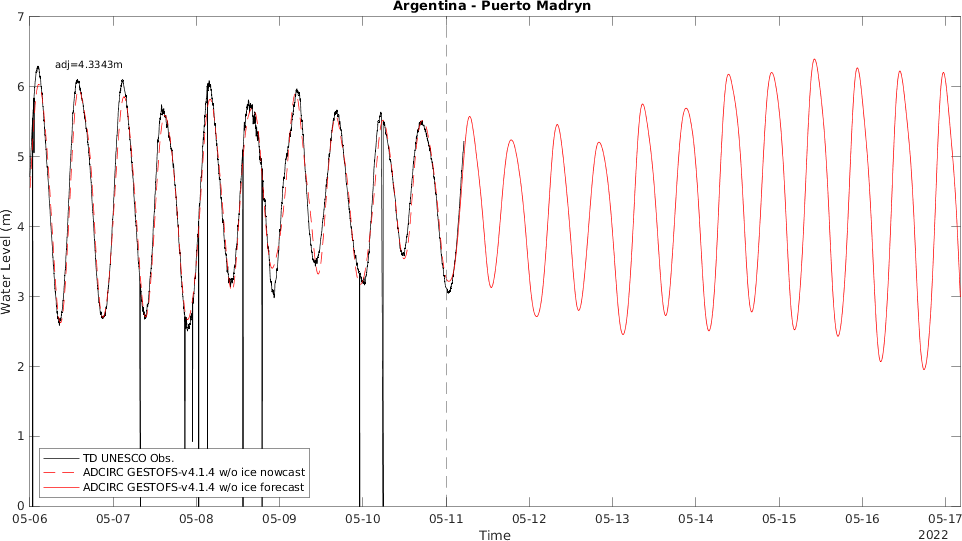 Argentina - Puerto Madryn
7
adj=4.3343m
6
5
4
3
2
1
0
Water Level (m)
TD UNESCO Obs.
ADCIRC GESTOFS-v4.1.4 w/o ice nowcast
ADCIRC GESTOFS-v4.1.4 w/o ice forecast
05-06 05-07 05-08 05-09 05-10 05-11 05-12 05-13 05-14 05-15 05-16 05-17
Time
2022